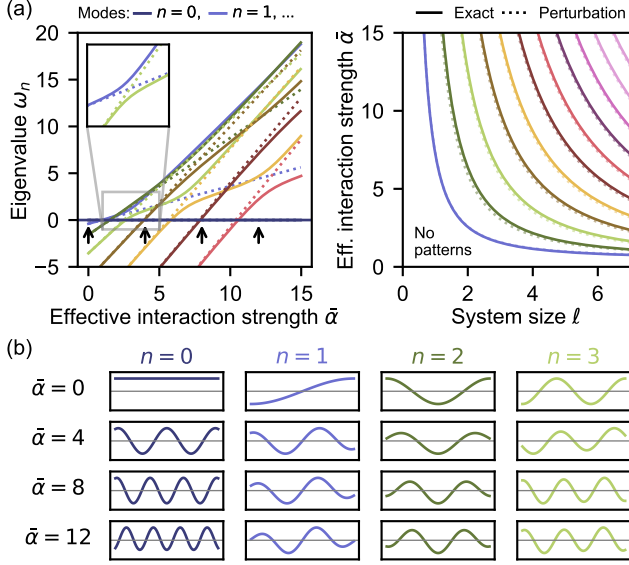 (a)
Modes: n = 0, n = 1, ...
Exact Perturbation
Eigenvalue ωn
20
15
10
5
0
−5
0 5 10 15
Effective interaction strength ᾱ
Eff. interaction strength ᾱ
15
10
5
0
No
patterns
0 2 4 6
System size ℓ
(b)
n = 0 n = 1 n = 2 n = 3
ᾱ = 0
ᾱ = 4
ᾱ = 8
ᾱ = 12